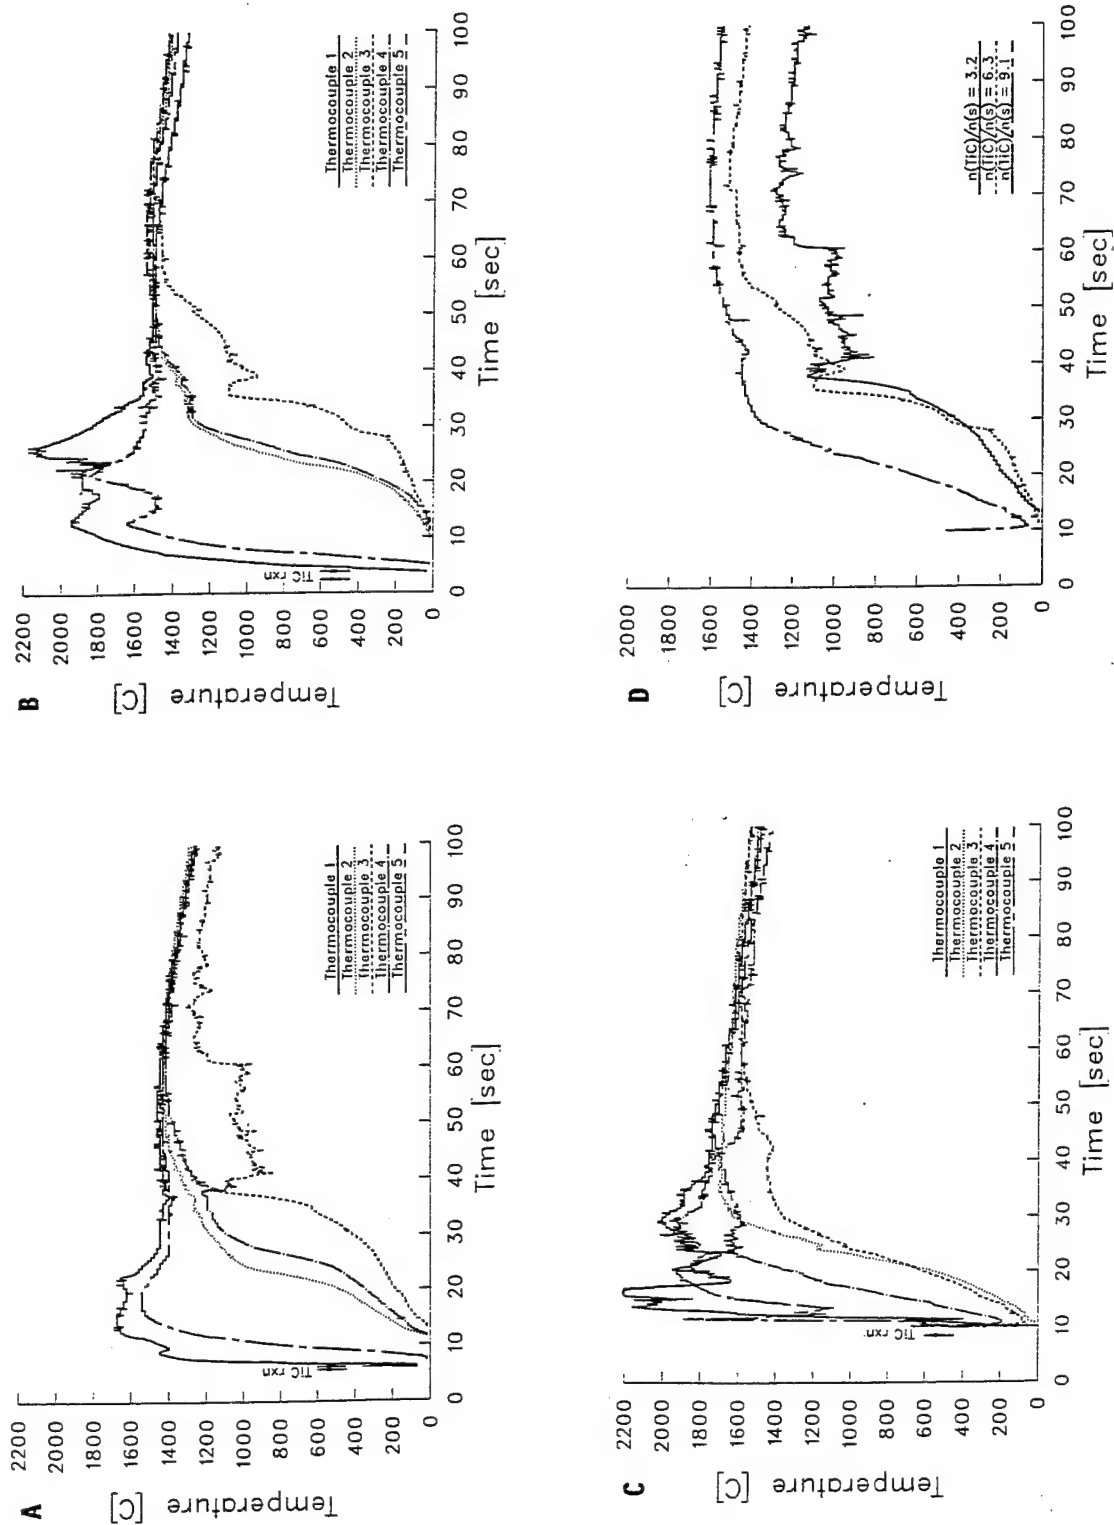 A
Temperature [C]
2200
2000
1800
1600
1400
1200
1000
800
600
400
200
0
TiC rxn
Thermocouple 1
Thermocouple 2
Thermocouple 3
Thermocouple 4
Thermocouple 5
0 10 20 30 40 50 60 70 80 90 100
Time [sec]
B
Temperature [C]
2200
2000
1800
1600
1400
1200
1000
800
600
400
200
0
TiC rxn
Thermocouple 1
Thermocouple 2
Thermocouple 3
Thermocouple 4
Thermocouple 5
0 10 20 30 40 50 60 70 80 90 100
Time [sec]
C
Temperature [C]
2200
2000
1800
1600
1400
1200
1000
800
600
400
200
0
TiC rxn
Thermocouple 1
Thermocouple 2
Thermocouple 3
Thermocouple 4
Thermocouple 5
0 10 20 30 40 50 60 70 80 90 100
Time [sec]
D
Temperature [C]
2000
1800
1600
1400
1200
1000
800
600
400
200
0
n(TiC)/n(s) = 3.2
n(TiC)/n(s) = 6.3
n(TiC)/n(s) = 9.1
0 10 20 30 40 50 60 70 80 90 100
Time [sec]